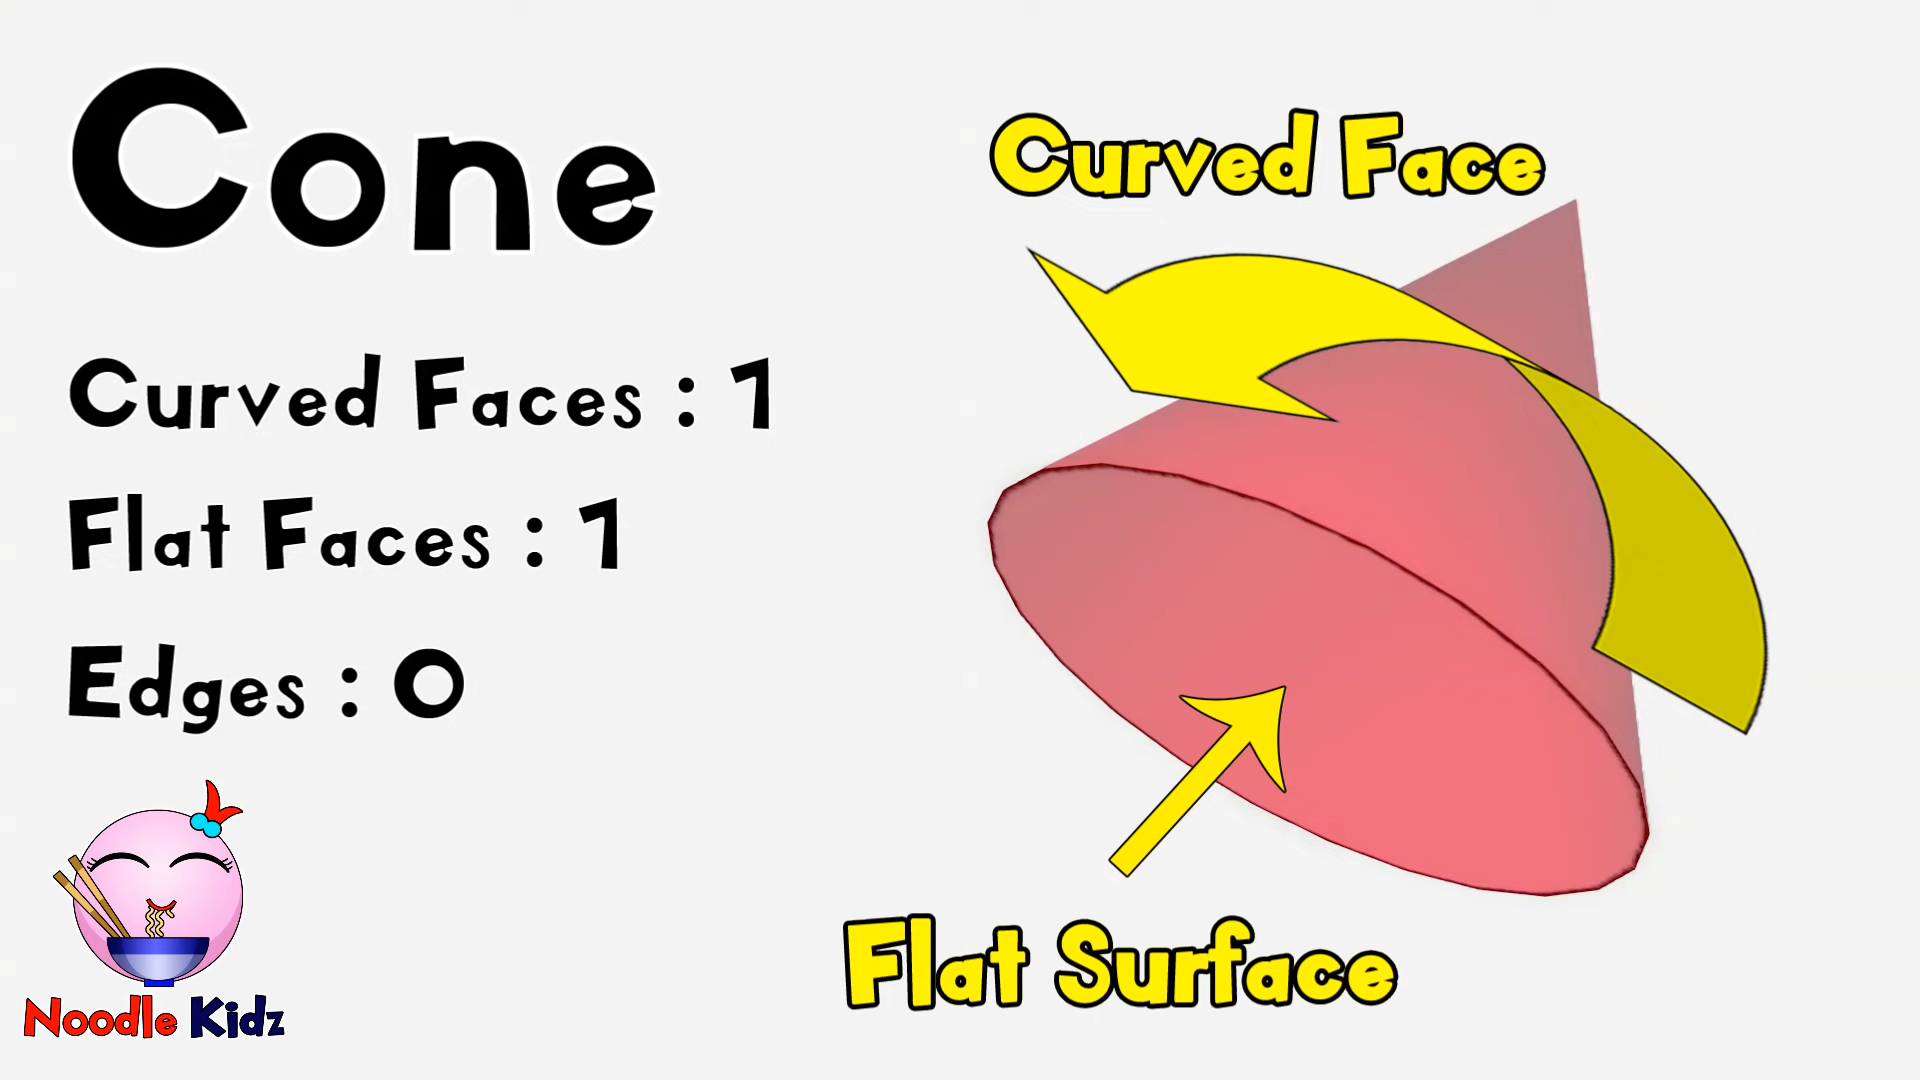 Cone
Curved Face
Curved Faces : 1
Flat Faces : 1
Edges : 0
Flat Surface
Noodle Kidz